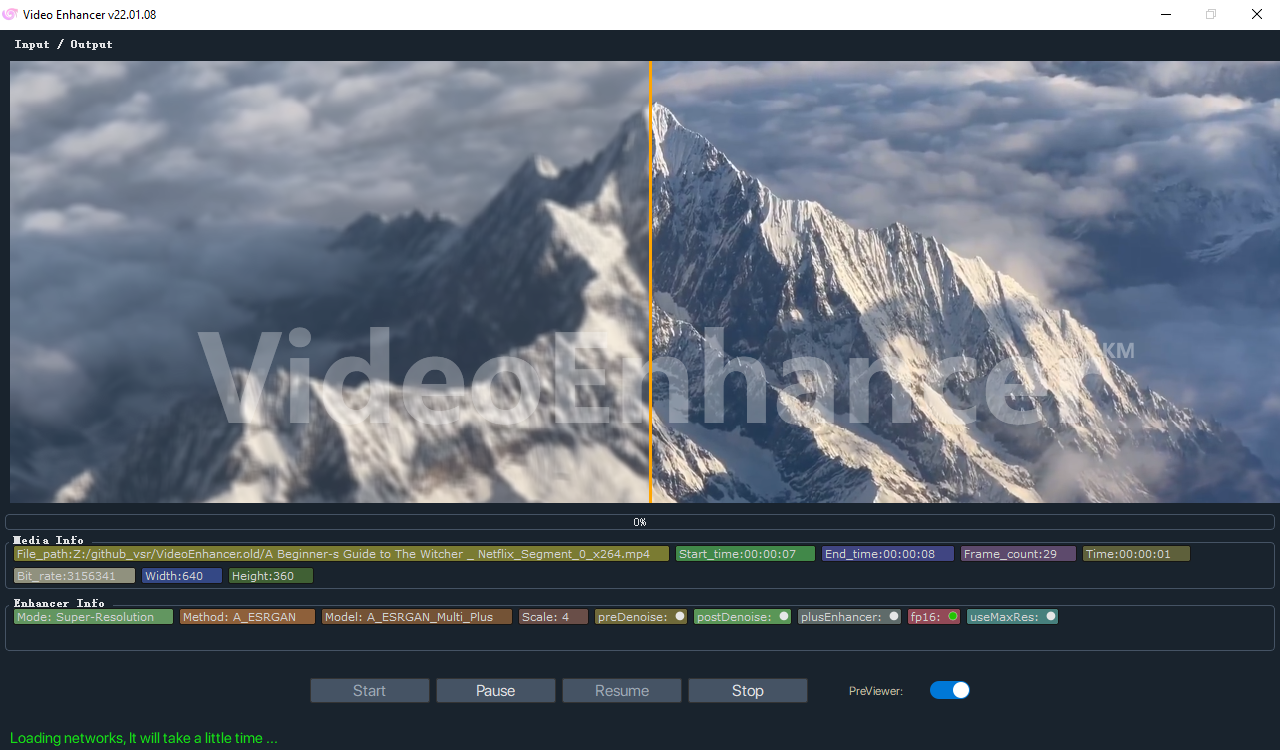 Video Enhancer v22.01.08
Input / Output
KM
VideoEnhancer
0%
Media Info
File_path:Z:/github_vsr/VideoEnhancer.old/A Beginner-s Guide to The Witcher _ Netflix_Segment_0_x264.mp4 Start_time:00:00:07 End_time:00:00:08 Frame_count:29 Time:00:00:01
Bit_rate:3156341 Width:640 Height:360
Enhancer Info
Mode: Super-Resolution Method: A_ESRGAN Model: A_ESRGAN_Multi_Plus Scale: 4 preDenoise: postDenoise: plusEnhancer: fp16: useMaxRes:
Start Pause Resume Stop PreViewer:
Loading networks, It will take a little time ...